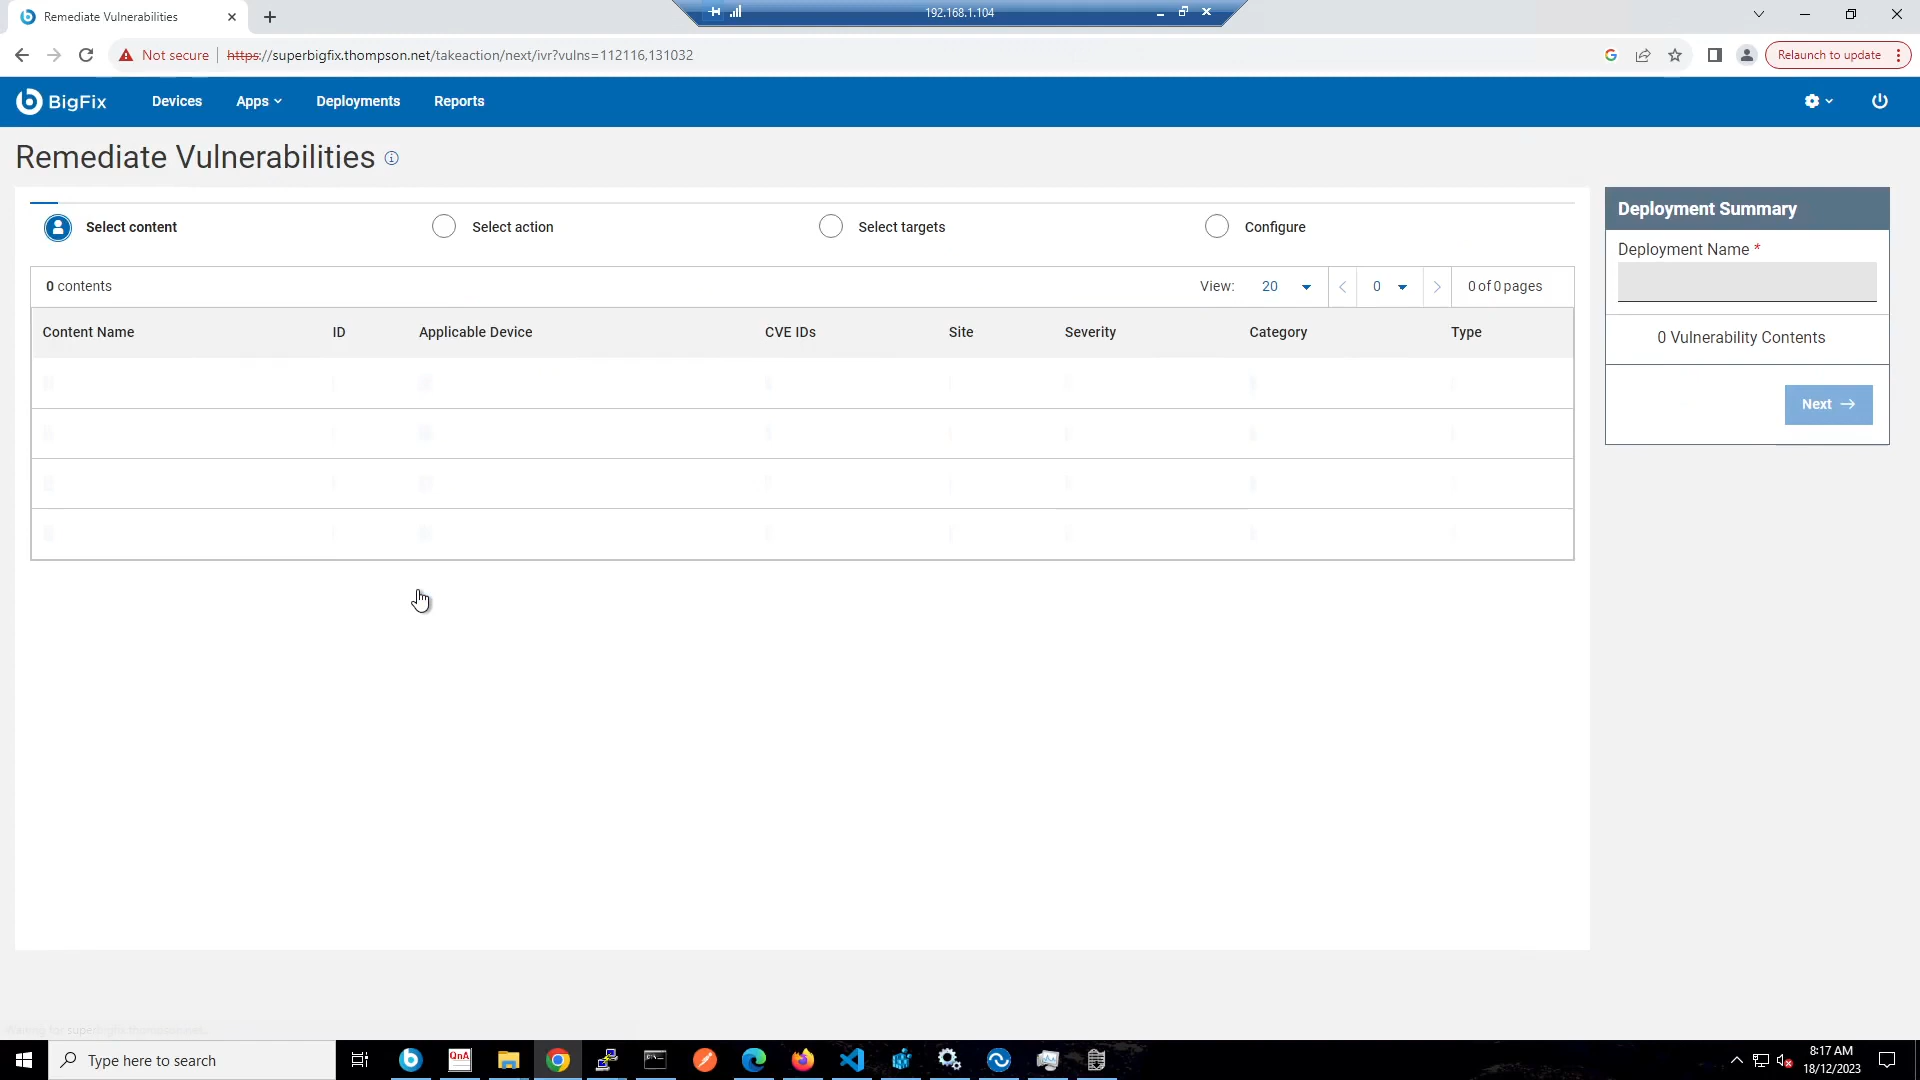 Remediate Vulnerabilities
192.168.1.104
Not secure
https://superbigfix.thompson.net/takeaction/next/ivr?vulns=112116,131032
Relaunch to update
BigFix
Devices
Apps
Deployments
Reports
Remediate Vulnerabilities
Select content
Select action
Select targets
Configure
0 contents
View: 20
0
0 of 0 pages
Content Name
ID
Applicable Device
CVE IDs
Site
Severity
Category
Type
Deployment Summary
Deployment Name *
0 Vulnerability Contents
Next
Type here to search
QnA
8:17 AM
18/12/2023